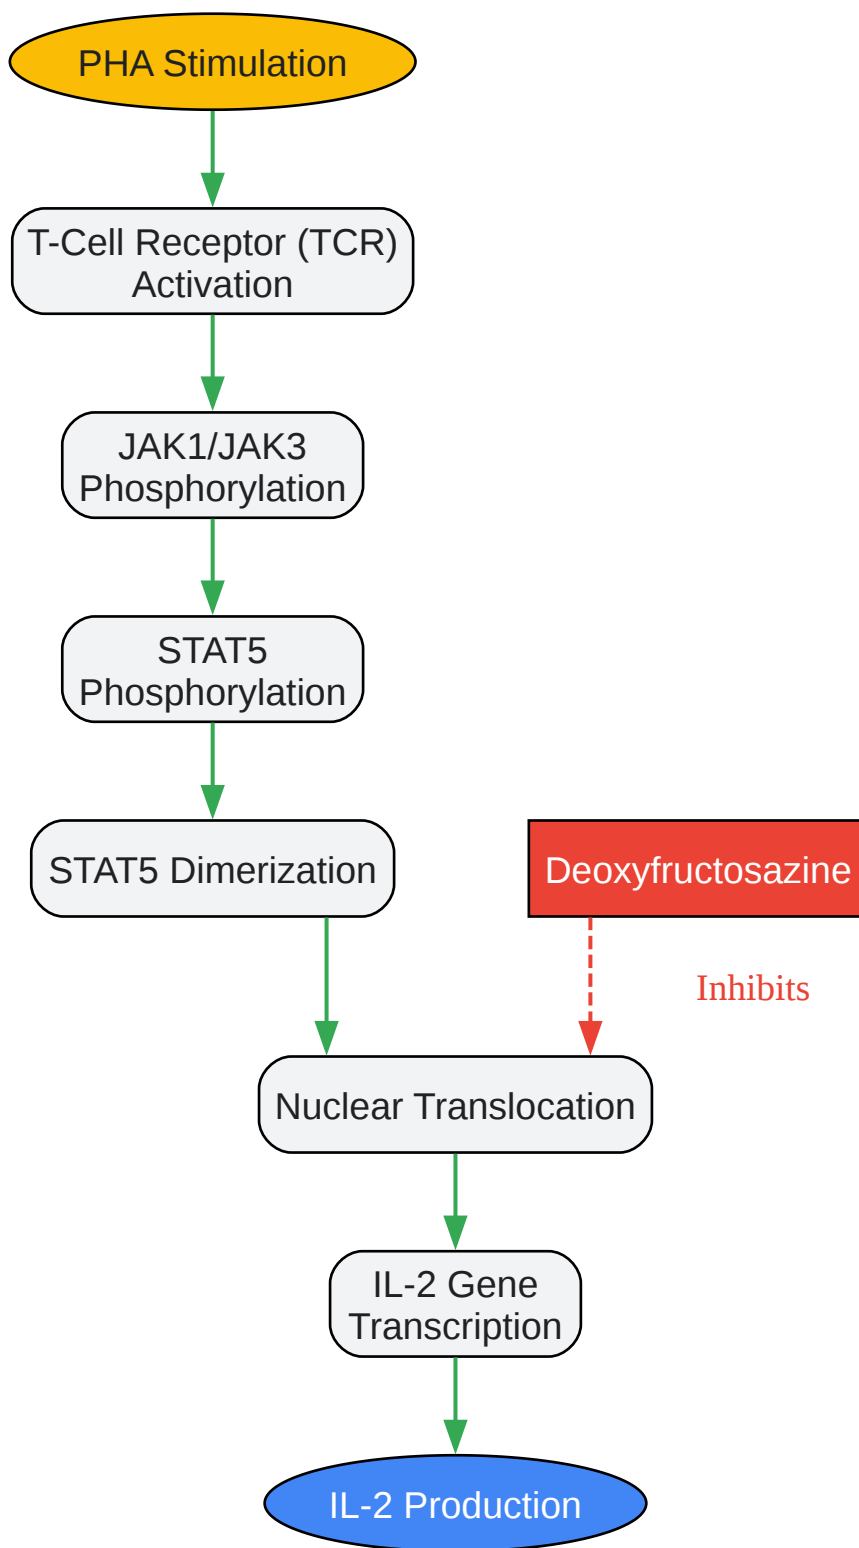 PHA Stimulation
T-Cell Receptor (TCR)
Activation
JAK1/JAK3
Phosphorylation
STAT5
Phosphorylation
STAT5 Dimerization
Deoxyfructosazine
Inhibits
Nuclear Translocation
IL-2 Gene
Transcription
IL-2 Production